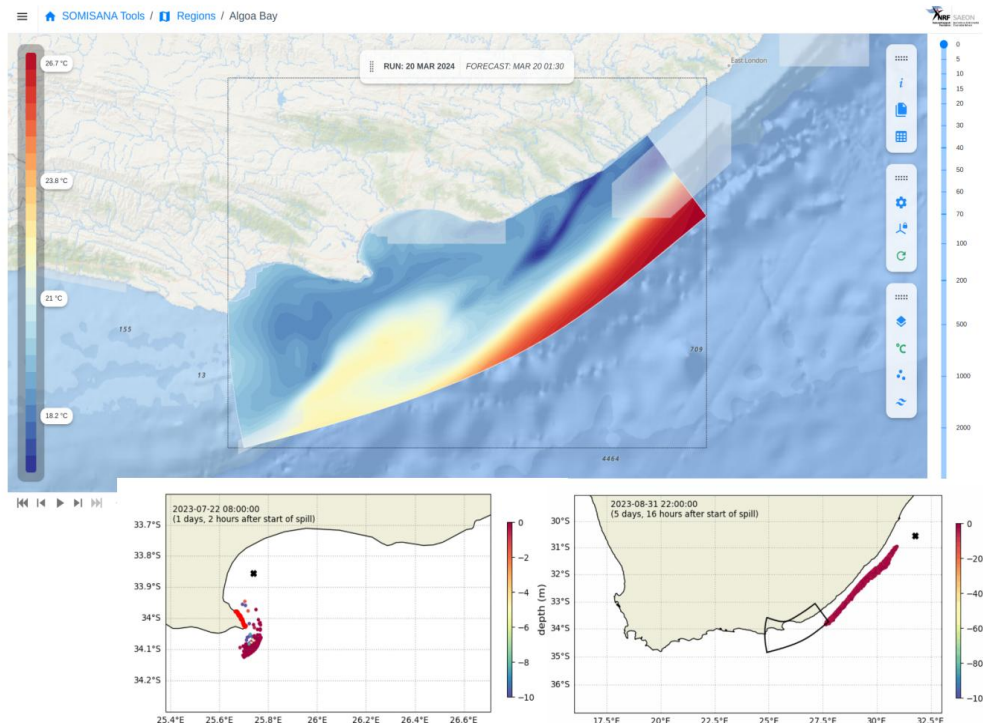 SOMISANA Tools / Regions / Algoa Bay
NRF SAEON
RUN: 20 MAR 2024 FORECAST: MAR 20 01:30
East London
26.7 °C
23.8 °C
21 °C
18.2 °C
155
13
709
4464
i
°C
0
5
10
15
20
30
40
50
60
70
100
200
500
1000
2000
2023-07-22 08:00:00
(1 days, 2 hours after start of spill)
33.7°S
33.8°S
33.9°S
34°S
34.1°S
34.2°S
25.4°E 25.6°E 25.8°E 26°E 26.2°E 26.4°E 26.6°E
0
−2
−4
−6
−8
−10
depth (m)
2023-08-31 22:00:00
(5 days, 16 hours after start of spill)
30°S
31°S
32°S
33°S
34°S
35°S
36°S
17.5°E 20°E 22.5°E 25°E 27.5°E 30°E 32.5°E
0
−20
−40
−60
−80
−100